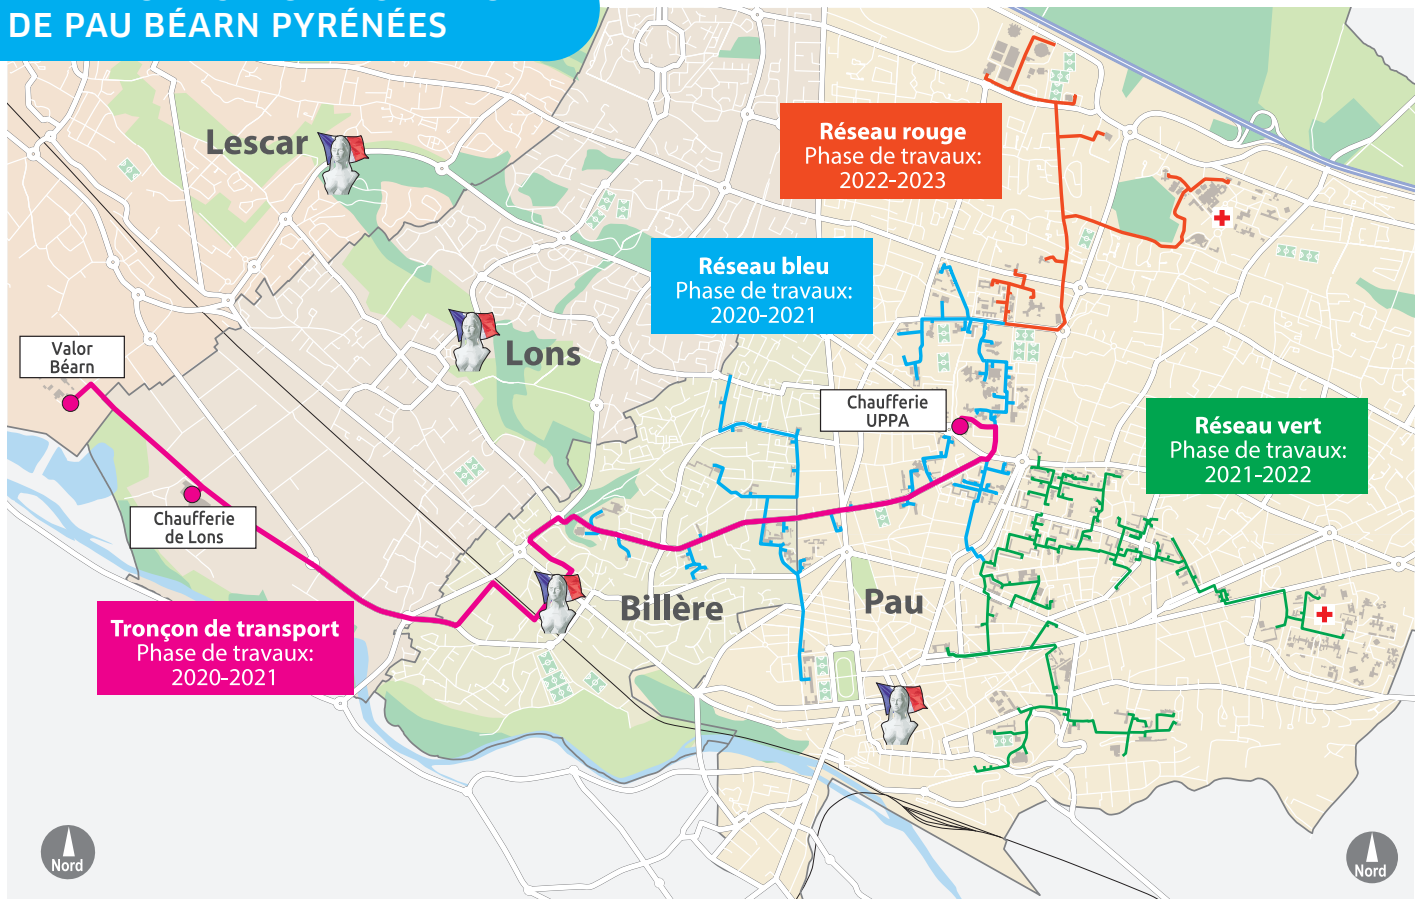 DE PAU BÉARN PYRÉNÉES
Lescar
Réseau rouge
Phase de travaux:
2022-2023
Réseau bleu
Phase de travaux:
2020-2021
Lons
Valor
Béarn
Chaufferie
UPPA
Réseau vert
Phase de travaux:
2021-2022
Chaufferie
de Lons
Tronçon de transport
Phase de travaux:
2020-2021
Billère
Pau
Nord
Nord